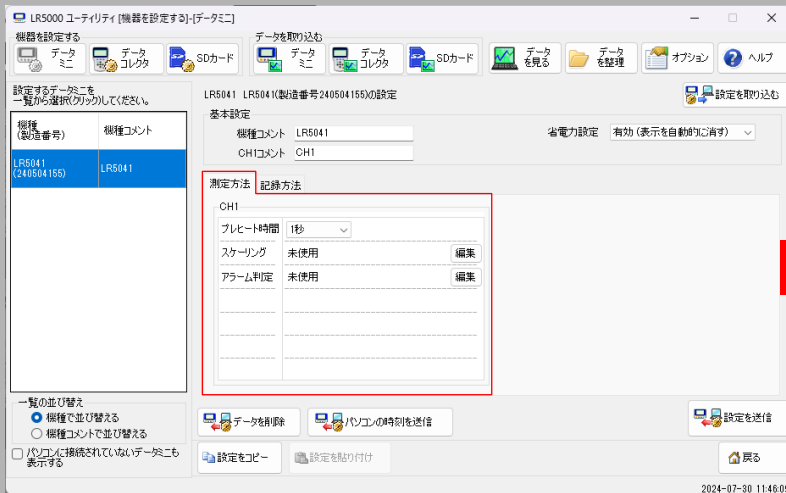 LR5000 ユーティリティ [機器を設定する]-[データミニ]
機器を設定する
データを取り込む
データ
ミニ
データ
コレクタ
SDカード
データ
ミニ
データ
コレクタ
SDカード
データ
を見る
データ
を整理
オプション
ヘルプ
設定するデータミニを
一覧から選択(クリック)してください。
LR5041 LR5041(製造番号240504155)の設定
設定を取り込む
機種
(製造番号)
機種コメント
LR5041
(240504155)
LR5041
基本設定
機種コメント LR5041
省電力設定 有効(表示を自動的に消す)
CH1コメント CH1
測定方法 記録方法
CH1
プレヒート時間 1秒
スケーリング 未使用 編集
アラーム判定 未使用 編集
一覧の並び替え
機種で並び替える
機種コメントで並び替える
パソコンに接続されていないデータミニも
表示する
データを削除
パソコンの時刻を送信
設定を送信
設定をコピー
設定を貼り付け
戻る
2024-07-30 11:46:09